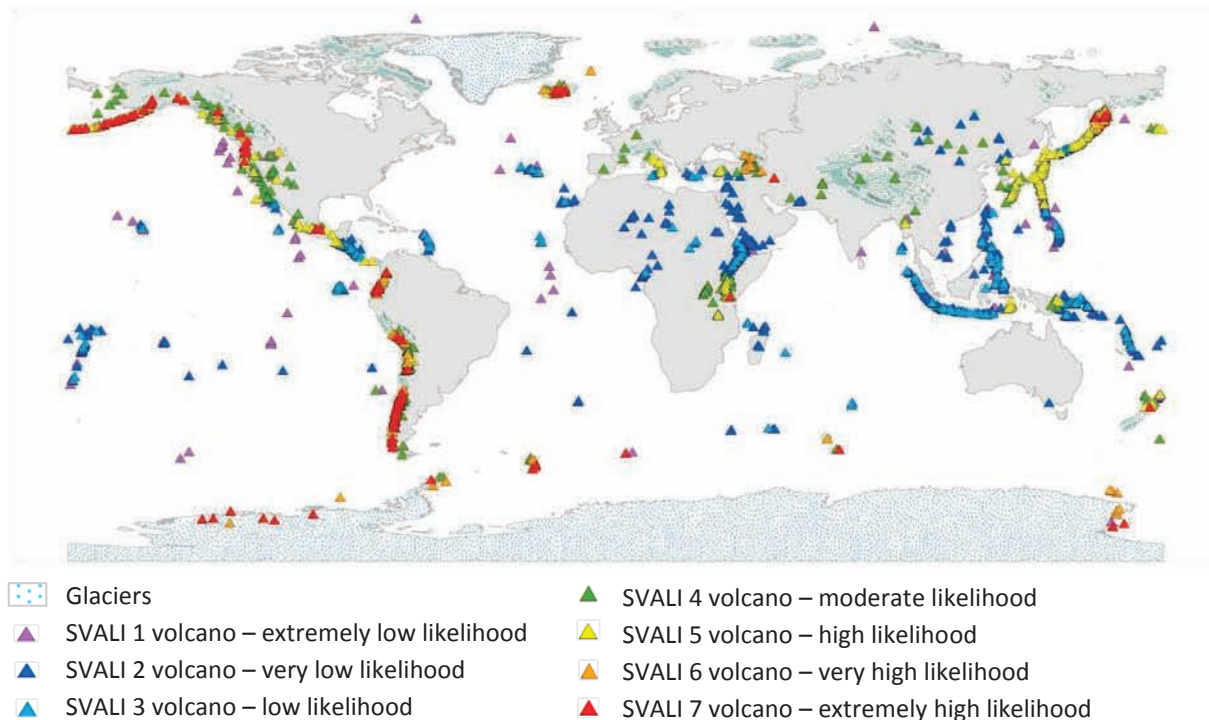 Glaciers
SVALI 1 volcano – extremely low likelihood
SVALI 2 volcano – very low likelihood
SVALI 3 volcano – low likelihood
SVALI 4 volcano – moderate likelihood
SVALI 5 volcano – high likelihood
SVALI 6 volcano – very high likelihood
SVALI 7 volcano – extremely high likelihood